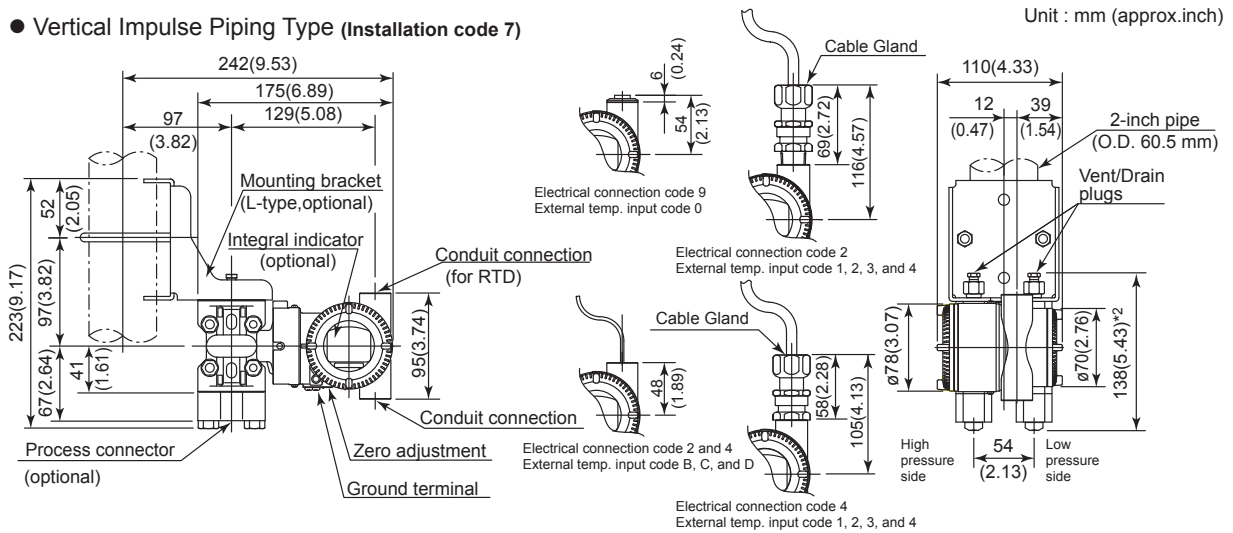 ● Vertical Impulse Piping Type (Installation code 7)
Unit : mm (approx.inch)
242(9.53)
175(6.89)
129(5.08)
97
(3.82)
223(9.17)
52
(2.05)
97(3.82)
67(2.64)
41
(1.61)
Mounting bracket
(L-type,optional)
Integral indicator
(optional)
Conduit connection
(for RTD)
95(3.74)
Conduit connection
Zero adjustment
Ground terminal
Process connector
(optional)
6
(0.24)
54
(2.13)
Electrical connection code 9
External temp. input code 0
Cable Gland
69(2.72)
116(4.57)
Electrical connection code 2
External temp. input code 1, 2, 3, and 4
48
(1.89)
Electrical connection code 2 and 4
External temp. input code B, C, and D
Cable Gland
58(2.28)
105(4.13)
Electrical connection code 4
External temp. input code 1, 2, 3, and 4
110(4.33)
12
(0.47)
39
(1.54)
2-inch pipe
(O.D. 60.5 mm)
Vent/Drain
plugs
ø78(3.07)
ø70(2.76)
138(5.43)*2
High
pressure
side
54
(2.13)
Low
pressure
side